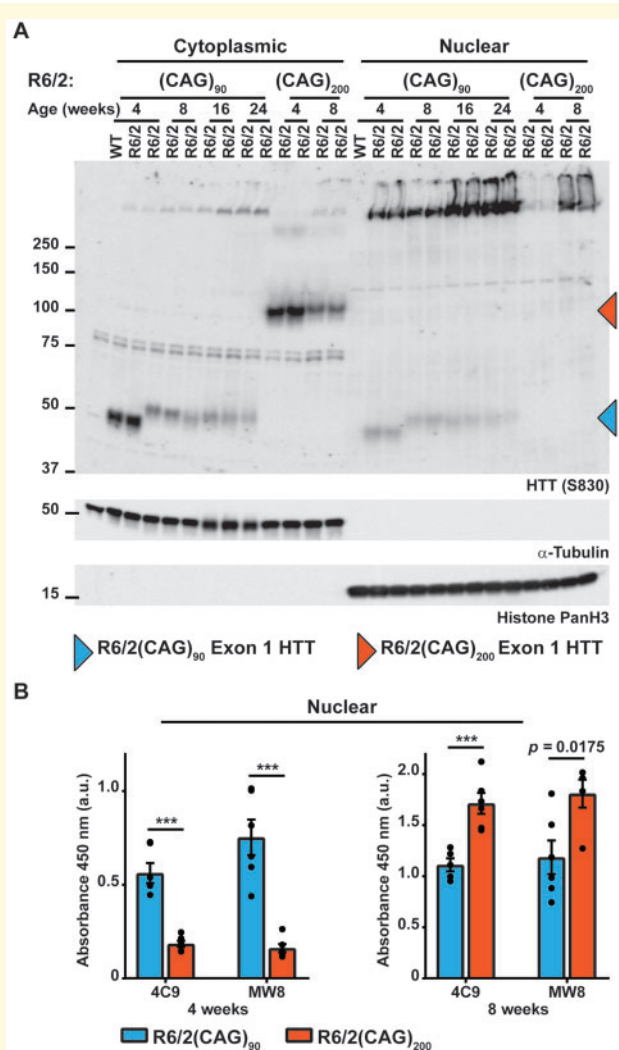 A
Cytoplasmic Nuclear
R6/2: (CAG)90 (CAG)200 (CAG)90 (CAG)200
Age (weeks) 4 8 16 24 4 8 4 8 16 24 4 8
WT R6/2 R6/2 R6/2 R6/2 R6/2 R6/2 R6/2 R6/2 R6/2 R6/2 R6/2 R6/2 WT R6/2 R6/2 R6/2 R6/2 R6/2 R6/2 R6/2 R6/2 R6/2 R6/2 R6/2 R6/2
250
150
100
75
50
37
HTT (S830)
50
α-Tubulin
15
Histone PanH3
R6/2(CAG)90 Exon 1 HTT R6/2(CAG)200 Exon 1 HTT
B
Nuclear
Absorbance 450 nm (a.u.)
1.0
0.5
0
*** ***
4C9 MW8
4 weeks
Absorbance 450 nm (a.u.)
2.0
1.5
1.0
0
*** p = 0.0175
4C9 MW8
8 weeks
R6/2(CAG)90 R6/2(CAG)200